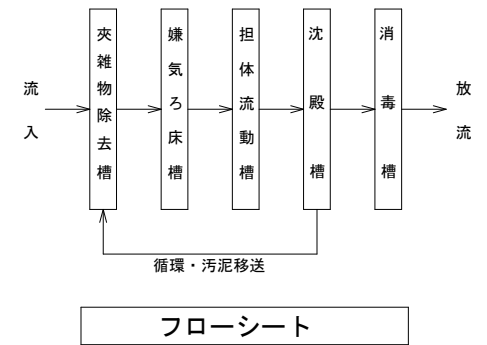 流入
夾雑物除去槽
嫌気ろ床槽
担体流動槽
沈殿槽
消毒槽
放流
循環・汚泥移送
フローシート